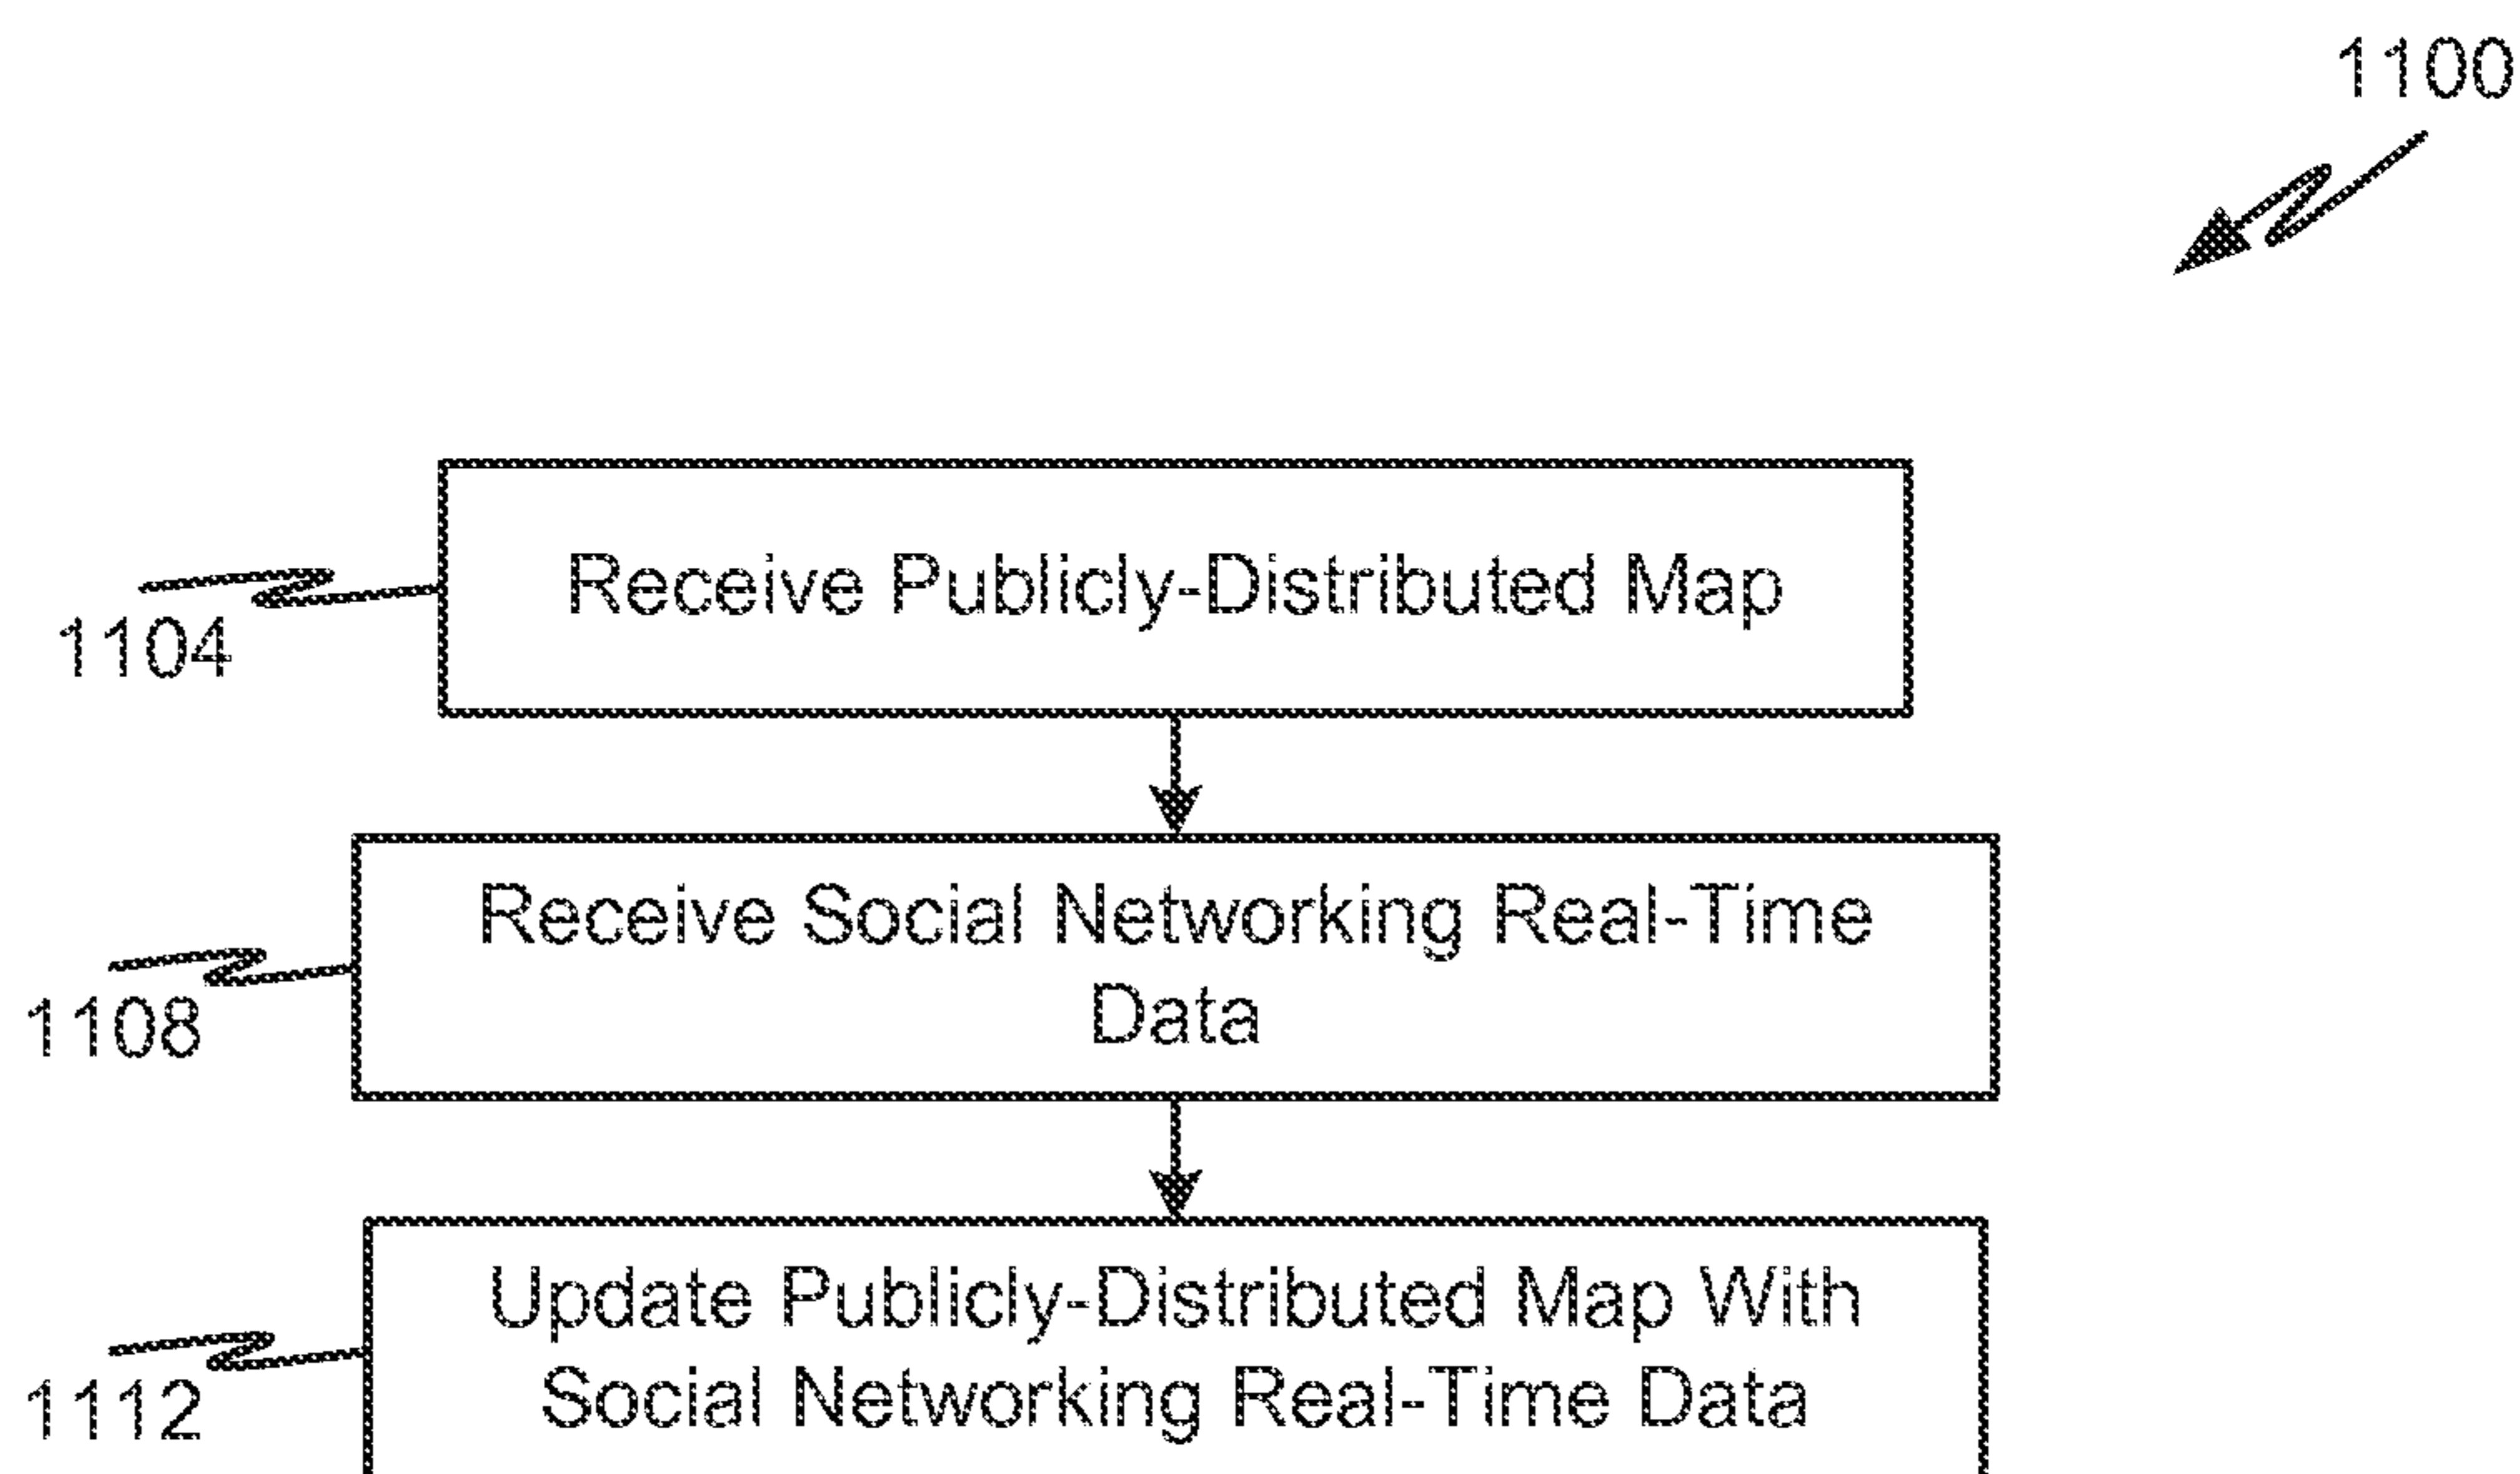 1100
Receive Publicly-Distributed Map
1104
Receive Social Networking Real-Time
Data
1108
Update Publicly-Distributed Map With
Social Networking Real-Time Data
1112